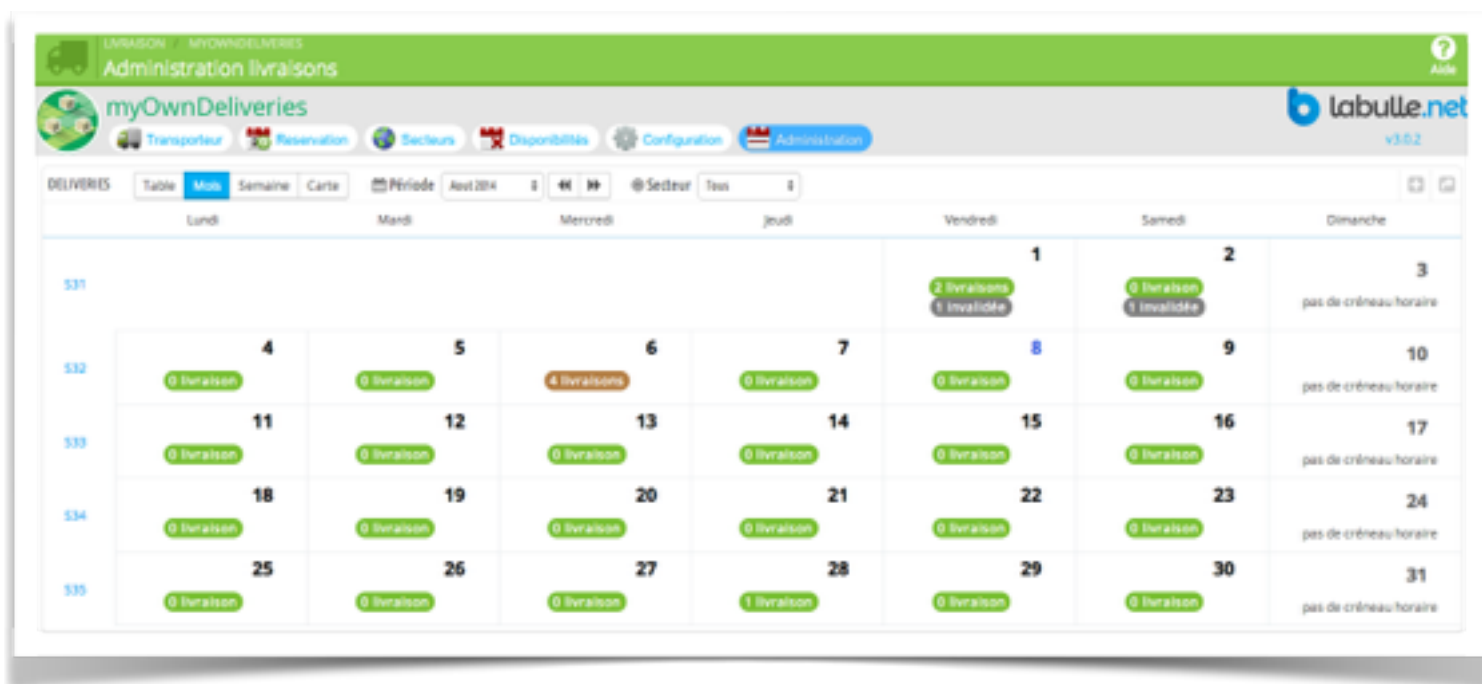 LIVRAISON / MYOWNDELIVERIES
Administration livraisons
Aide
myOwnDeliveries
labulle.net
Transporteur Reservation Secteurs Disponibilités Configuration Administration
v3.0.2
DELIVERIES Table Mois Semaine Carte Période Aout 2014 Secteur Tous
Lundi Mardi Mercredi Jeudi Vendredi Samedi Dimanche
S31 1 2 3
2 livraisons 0 livraison pas de créneau horaire
1 invalidée 1 invalidée
S32 4 5 6 7 8 9 10
0 livraison 0 livraison 4 livraisons 0 livraison 0 livraison 0 livraison pas de créneau horaire
S33 11 12 13 14 15 16 17
0 livraison 0 livraison 0 livraison 0 livraison 0 livraison 0 livraison pas de créneau horaire
S34 18 19 20 21 22 23 24
0 livraison 0 livraison 0 livraison 0 livraison 0 livraison 0 livraison pas de créneau horaire
S35 25 26 27 28 29 30 31
0 livraison 0 livraison 0 livraison 1 livraison 0 livraison 0 livraison pas de créneau horaire